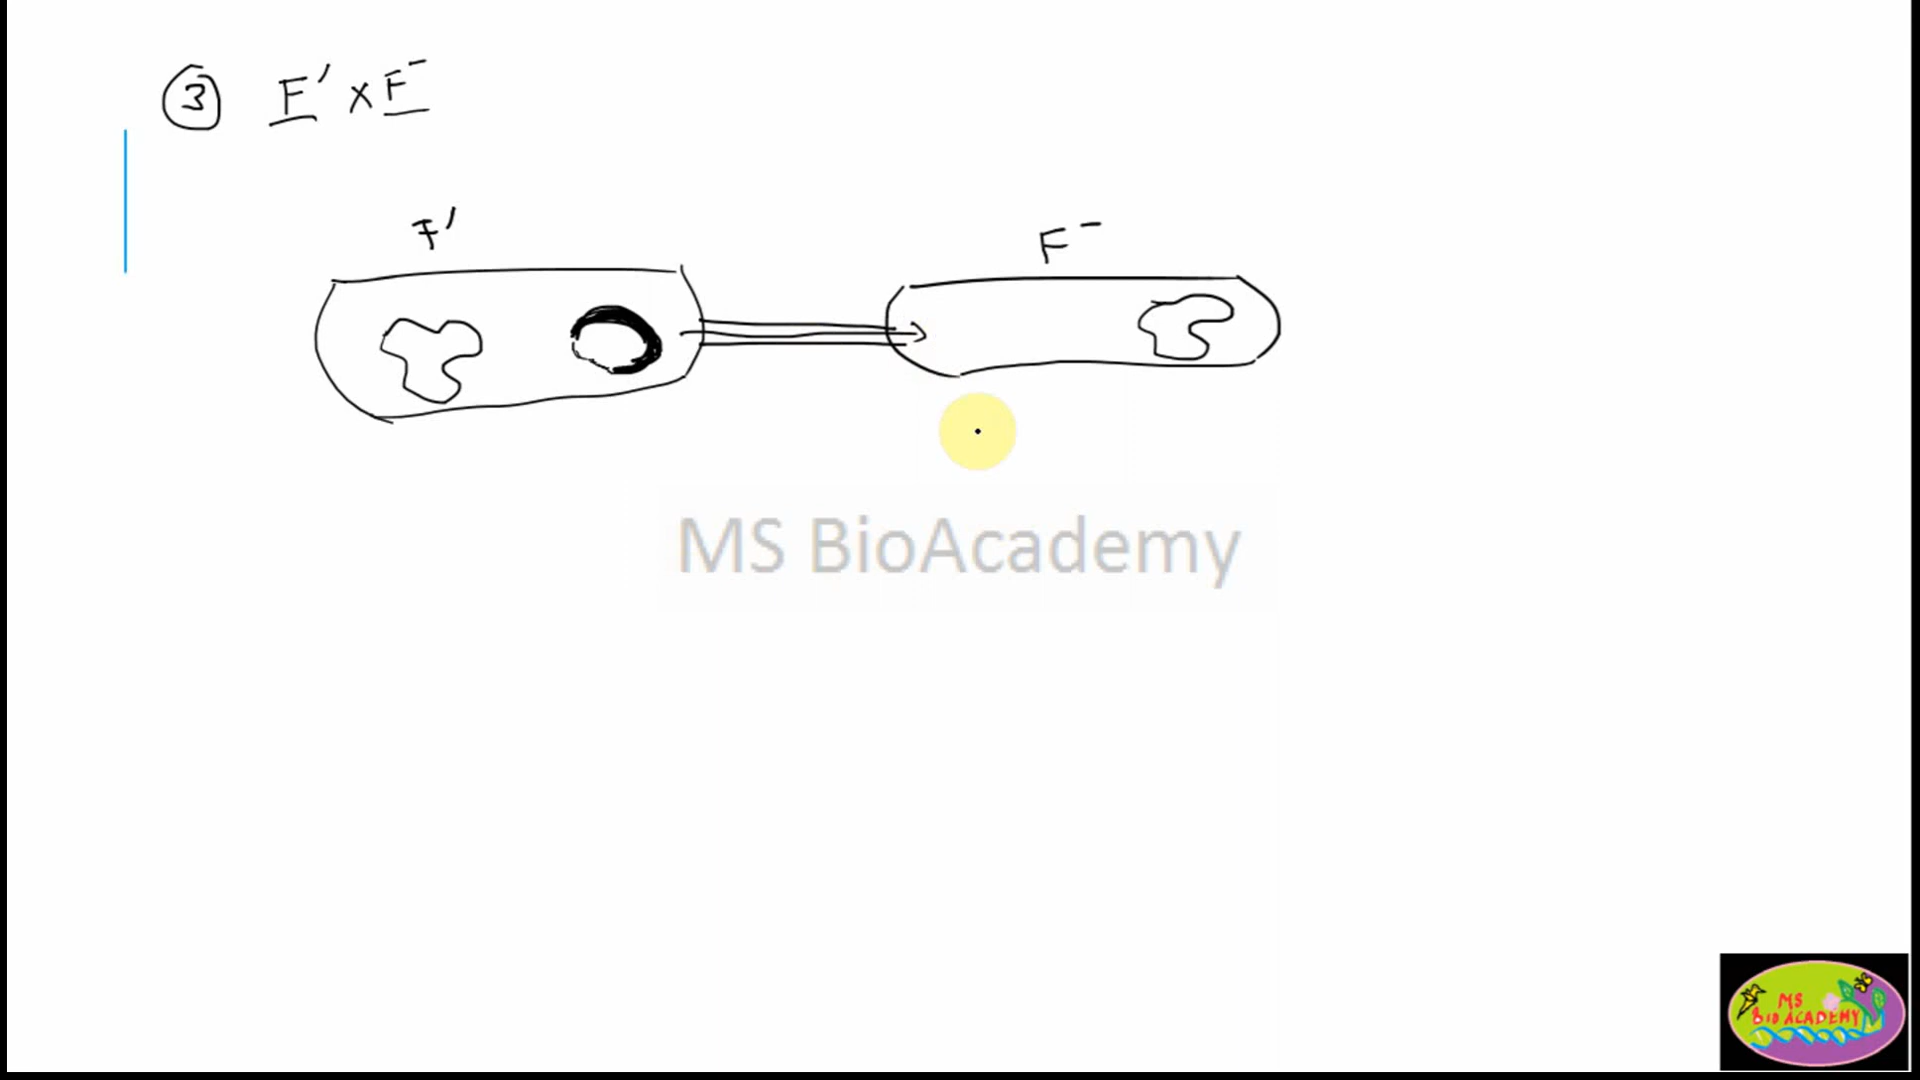 ③ F' x F⁻
F'
F⁻
MS BioAcademy
MS
BIO ACADEMY